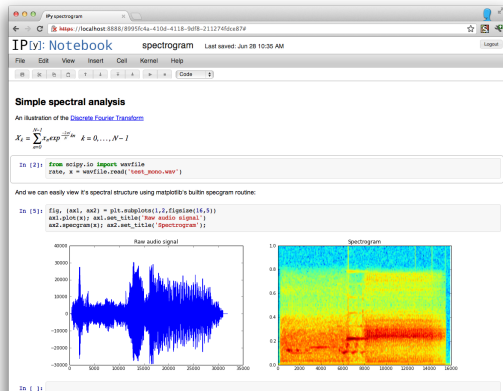 IPy spectrogram
https://localhost:8888/8995fc4a-410d-4118-9dfB-211274fdce87#
IP[y]: Notebook
spectrogram
Last saved: Jun 28 10:35 AM
Logout
File Edit View Insert Cell Kernel Help
Code
Simple spectral analysis
An illustration of the Discrete Fourier Transform
k = 0, . . . , N − 1
In [2]: from scipy.io import wavfile
rate, x = wavfile.read('test_mono.wav')
And we can easily view it's spectral structure using matplotlib's builtin specgram routine:
In [5]: fig, (ax1, ax2) = plt.subplots(1,2,figsize(16,5))
ax1.plot(x); ax1.set_title('Raw audio signal')
ax2.specgram(x); ax2.set_title('Spectrogram');
Raw audio signal
40000
30000
20000
10000
0
−10000
−20000
−30000
0 5000 10000 15000 20000 25000 30000 35000
Spectrogram
1.0
0.8
0.6
0.4
0.2
0.0
0 2000 4000 6000 8000 10000 12000 14000 16000
In [ ]: